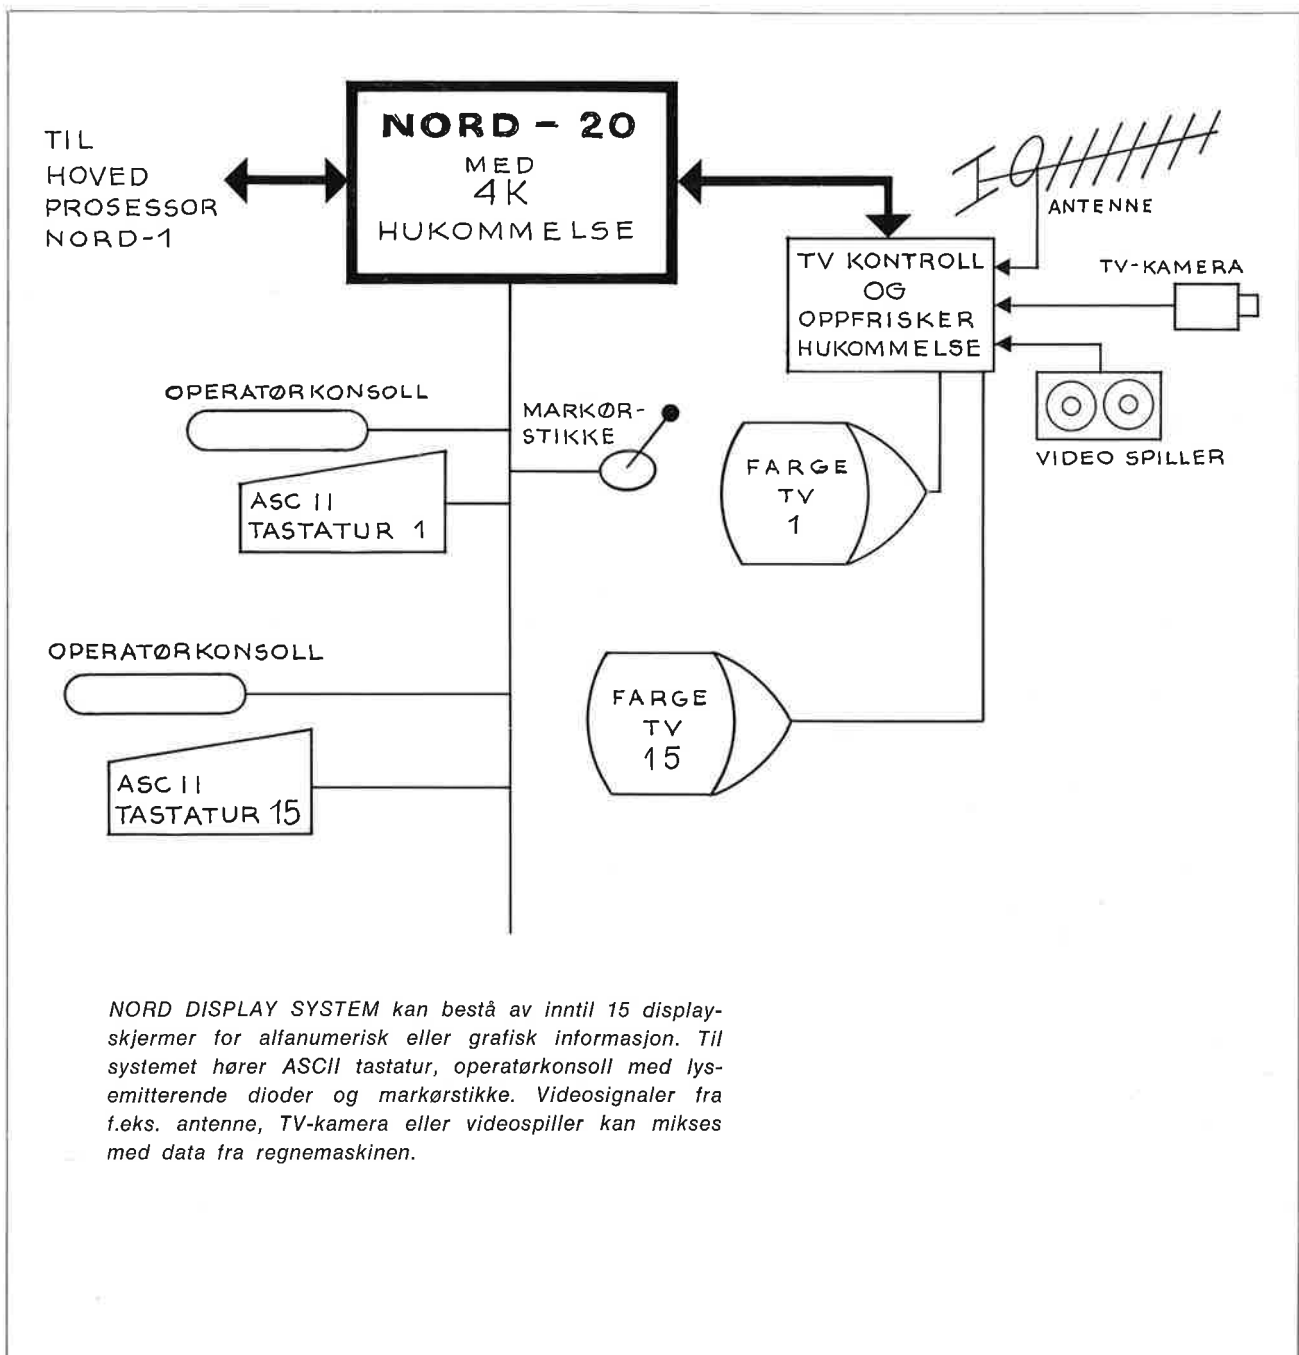 TIL
HOVED
PROSESSOR
NORD-1
NORD - 20
MED
4K
HUKOMMELSE
ANTENNE
TV KONTROLL
OG
OPPFRISKER
HUKOMMELSE
TV-KAMERA
VIDEO SPILLER
OPERATØRKONSOLL
MARKØR-
STIKKE
ASC II
TASTATUR 1
FARGE
TV
1
OPERATØRKONSOLL
ASC II
TASTATUR 15
FARGE
TV
15
NORD DISPLAY SYSTEM kan bestå av inntil 15 display-
skjermer for alfanumerisk eller grafisk informasjon. Til
systemet hører ASCII tastatur, operatørkonsoll med lys-
emitterende dioder og markørstikke. Videosignaler fra
f.eks. antenne, TV-kamera eller videospiller kan mikses
med data fra regnemaskinen.